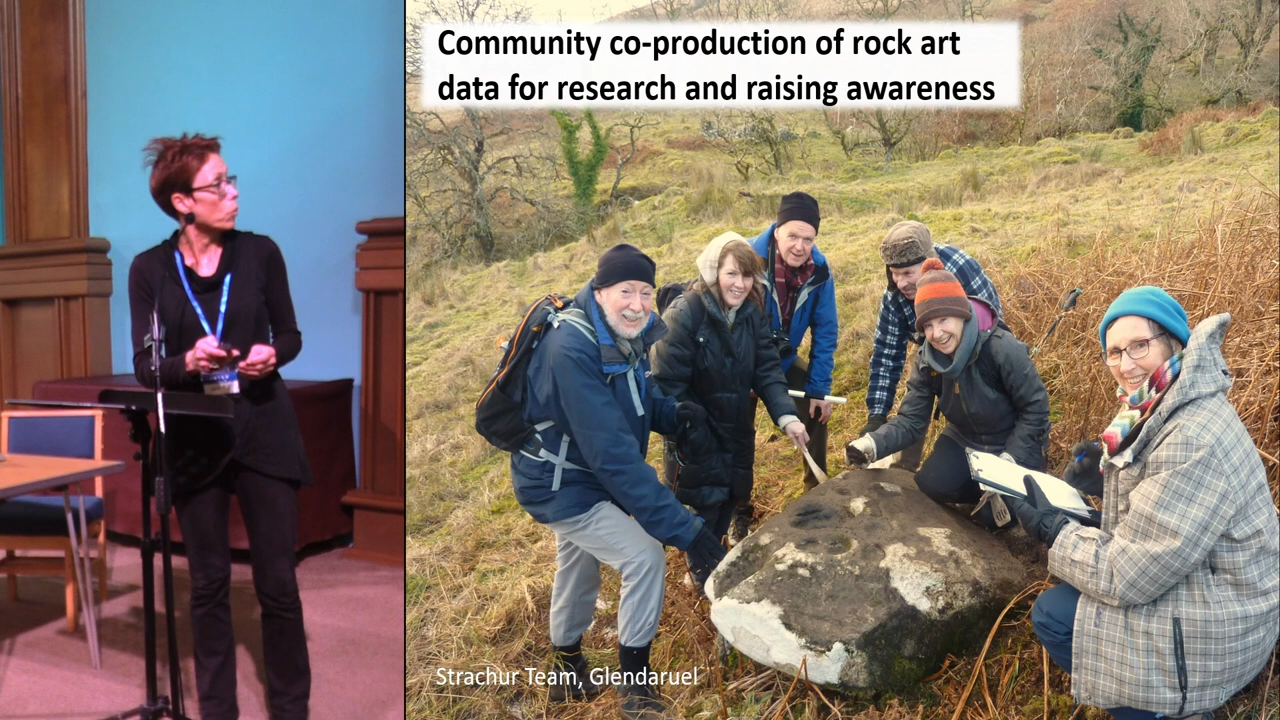 Community co-production of rock art
data for research and raising awareness
Strachur Team, Glendaruel